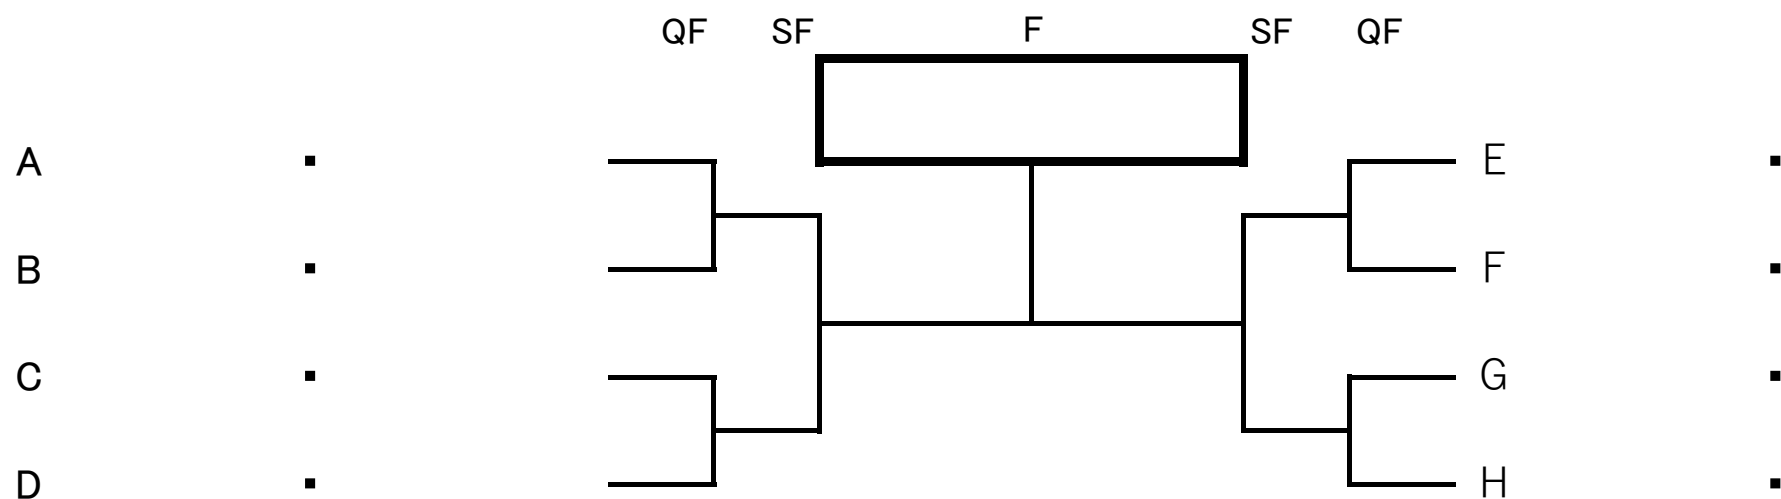 QF SF F SF QF
A ・ E ・
B ・ F ・
C ・ G ・
D ・ H ・